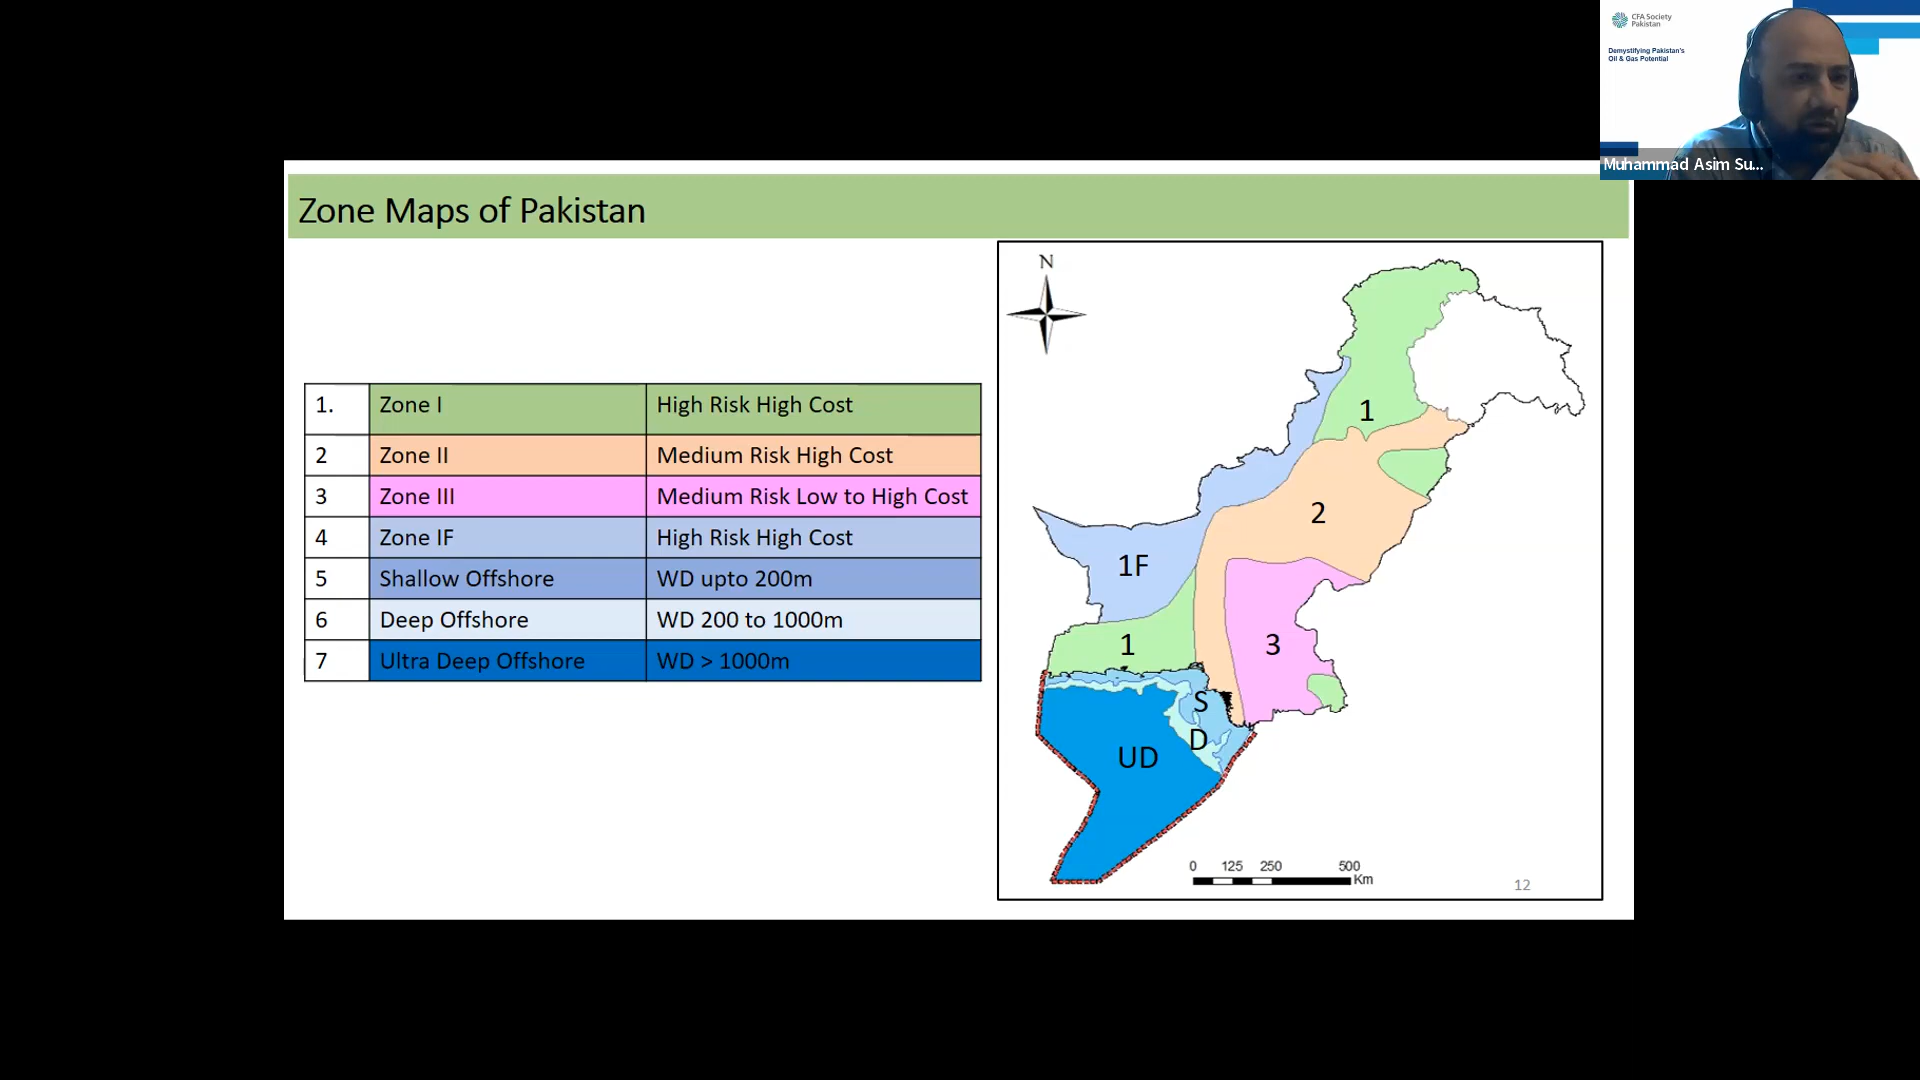 CFA Society
Pakistan
Demystifying Pakistan's
Oil & Gas Potential
Muhammad Asim Su...
Zone Maps of Pakistan
1. Zone I High Risk High Cost
2 Zone II Medium Risk High Cost
3 Zone III Medium Risk Low to High Cost
4 Zone IF High Risk High Cost
5 Shallow Offshore WD upto 200m
6 Deep Offshore WD 200 to 1000m
7 Ultra Deep Offshore WD > 1000m
N
1
2
1F
1
3
S
D
UD
0 125 250 500
Km
12